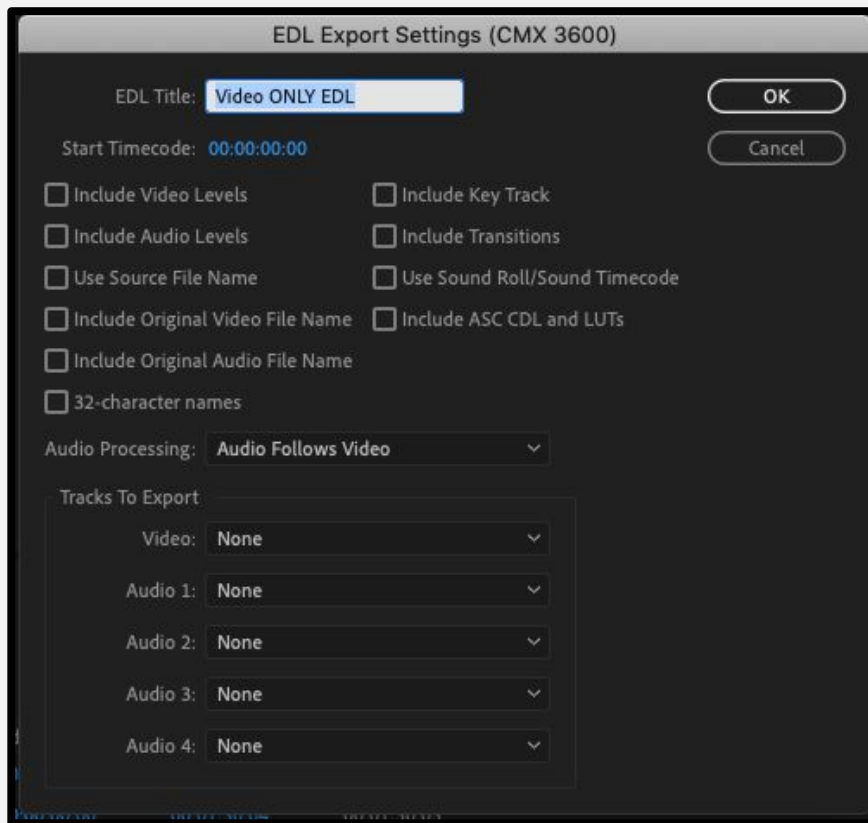 EDL Export Settings (CMX 3600)
EDL Title: Video ONLY EDL
OK
Start Timecode: 00:00:00:00
Cancel
Include Video Levels
Include Key Track
Include Audio Levels
Include Transitions
Use Source File Name
Use Sound Roll/Sound Timecode
Include Original Video File Name
Include ASC CDL and LUTs
Include Original Audio File Name
32-character names
Audio Processing: Audio Follows Video
Tracks To Export
Video: None
Audio 1: None
Audio 2: None
Audio 3: None
Audio 4: None